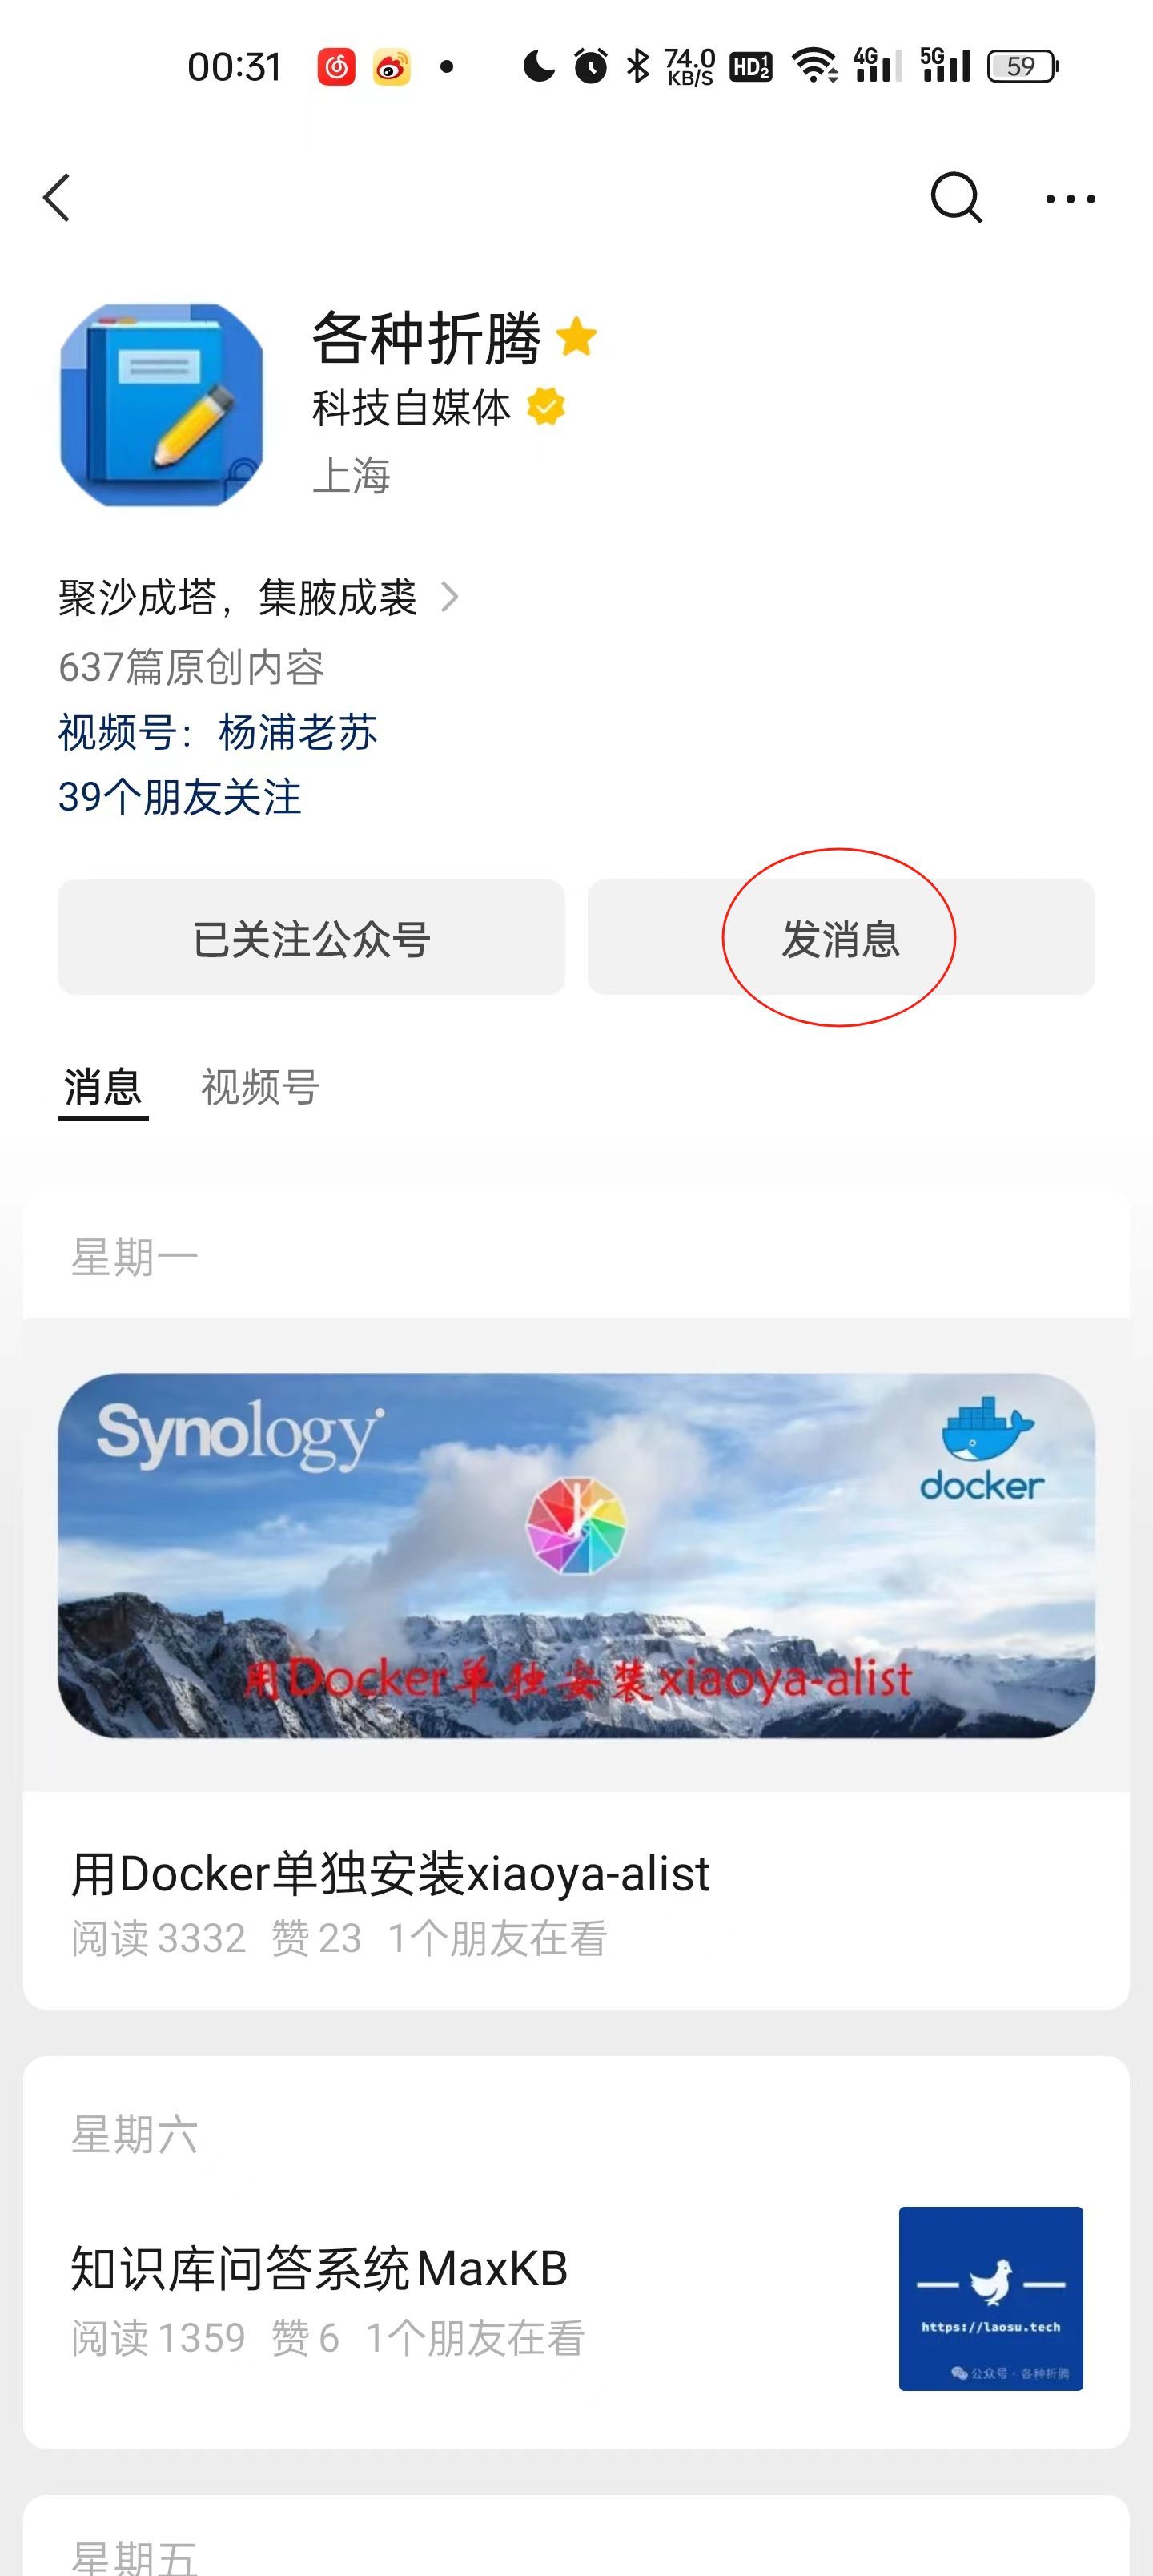 00:31 74.0 KB/S HD 1 2 4G 5G 59
各种折腾
科技自媒体
上海
聚沙成塔，集腋成裘
637篇原创内容
视频号：杨浦老苏
39个朋友关注
已关注公众号 发消息
消息 视频号
星期一
Synology docker
用Docker单独安装xiaoya-alist
用Docker单独安装xiaoya-alist
阅读 3332 赞 23 1个朋友在看
星期六
知识库问答系统MaxKB
阅读 1359 赞 6 1个朋友在看
https://laosu.tech
公众号 · 各种折腾
星期五